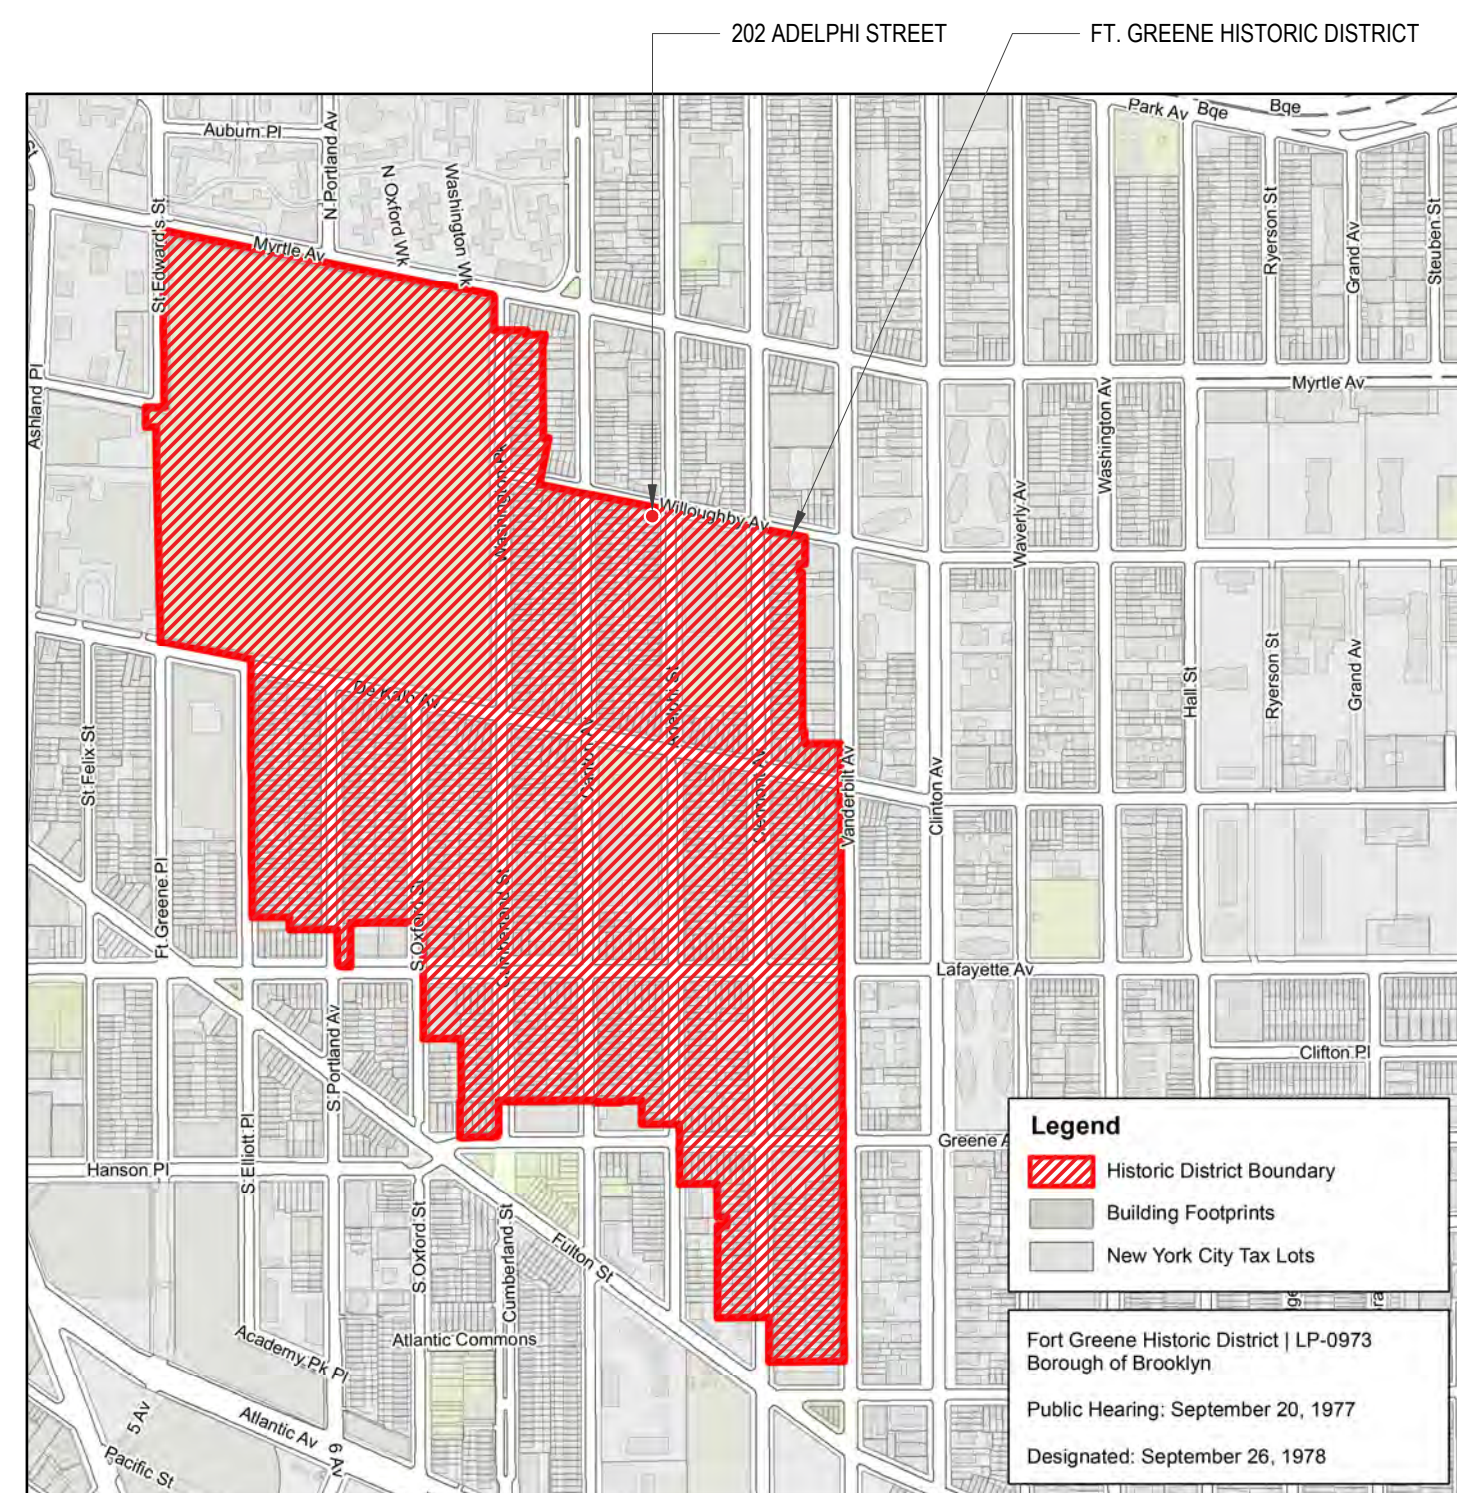 202 ADELPHI STREET
FT. GREENE HISTORIC DISTRICT
Park Av
Bqe
Bqe
Auburn Pl
N Portland Av
N Oxford Wk
Washington Wk
St
St Edward's St
Myrtle Av
Ryerson St
Grand Av
Steuben St
Myrtle Av
Ashland Pl
Washington Pk
Willoughby Av
Washington Av
Waverly Av
De Kalb Av
Adelphi St
Carlton Av
Clermont Av
Vanderbilt Av
Clinton Av
Hall St
Ryerson St
Grand Av
St Felix St
Ft Greene Pl
S Oxford St
Cumberland St
Lafayette Av
Clifton Pl
S Portland Av
S Elliott Pl
Hanson Pl
Greene A
S Oxford St
Cumberland St
Fulton St
Atlantic Commons
Academy Pk Pl
Atlantic Av
5 Av
6 Av
Pacific St
Legend
Historic District Boundary
Building Footprints
New York City Tax Lots
Fort Greene Historic District | LP-0973
Borough of Brooklyn
Public Hearing: September 20, 1977
Designated: September 26, 1978